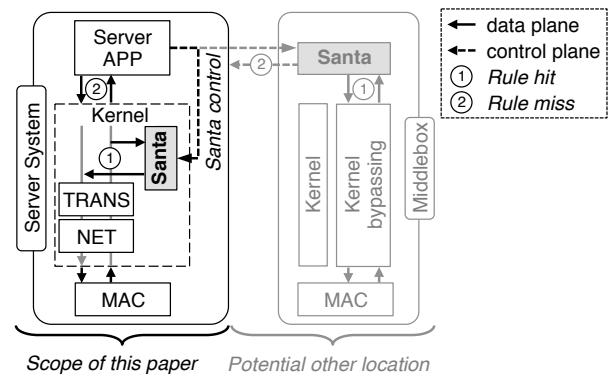 Server
APP
2
Kernel
1
Santa
TRANS
NET
MAC
Server System
Santa control
Scope of this paper
2
Santa
1
Kernel
Kernel
bypassing
MAC
Middlebox
Potential other location
data plane
control plane
1 Rule hit
2 Rule miss